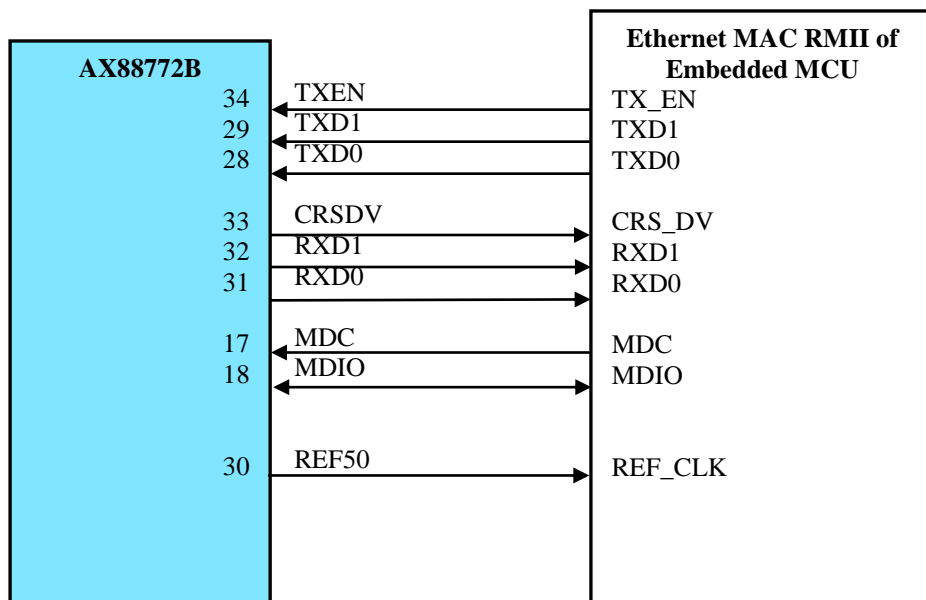 AX88772B
Ethernet MAC RMII of
Embedded MCU
34 TXEN TX_EN
29 TXD1 TXD1
28 TXD0 TXD0
33 CRSDV CRS_DV
32 RXD1 RXD1
31 RXD0 RXD0
17 MDC MDC
18 MDIO MDIO
30 REF50 REF_CLK